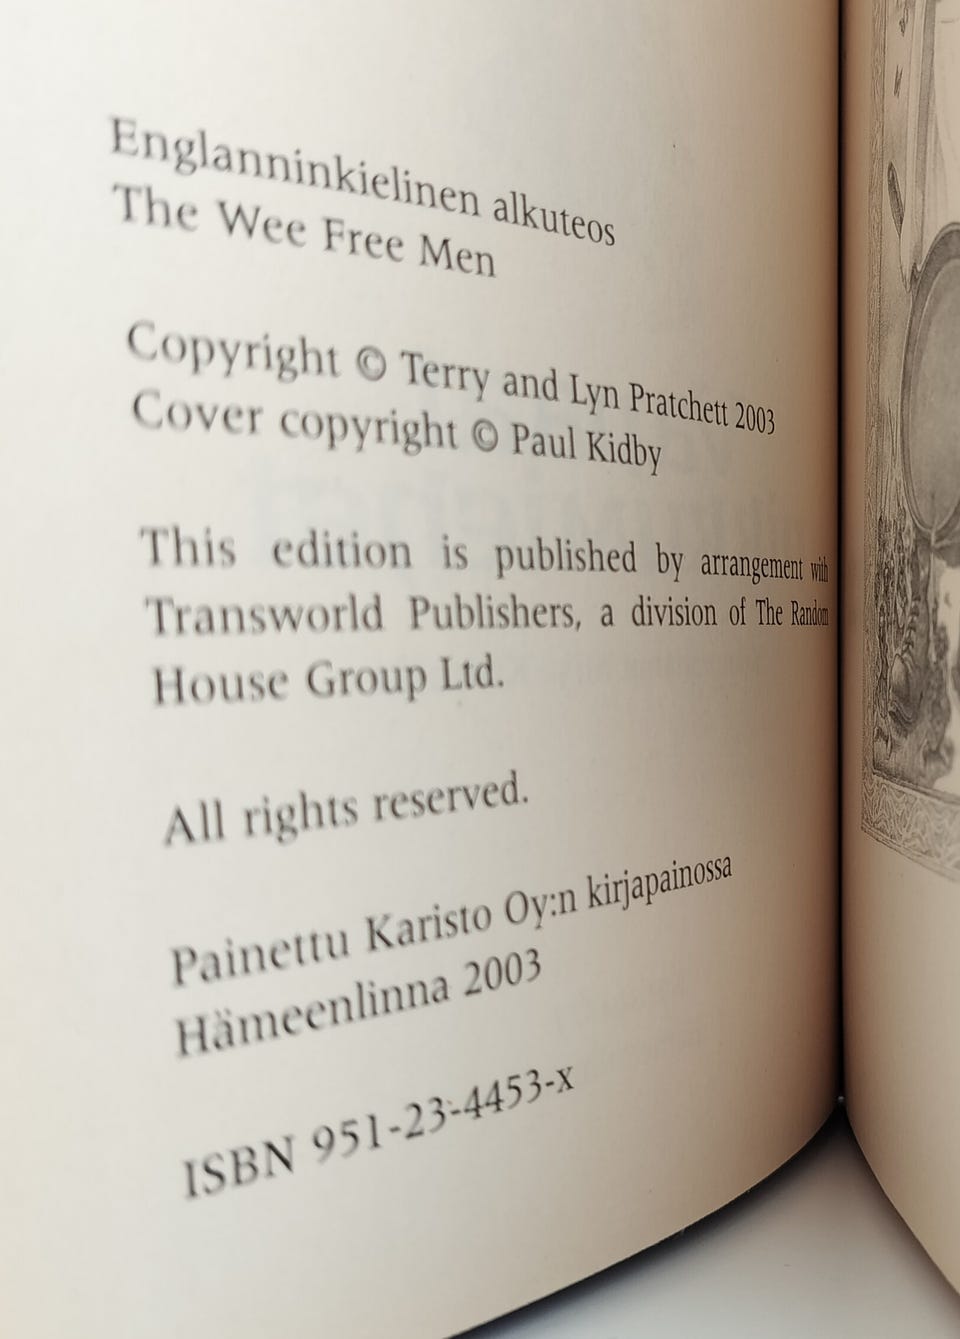 Englanninkielinen alkuteos
The Wee Free Men
Copyright © Terry and Lyn Pratchett 2003
Cover copyright © Paul Kidby
This edition is published by arrangement with
Transworld Publishers, a division of The Random
House Group Ltd.
All rights reserved.
Painettu Karisto Oy:n kirjapainossa
Hämeenlinna 2003
ISBN 951-23-4453-x